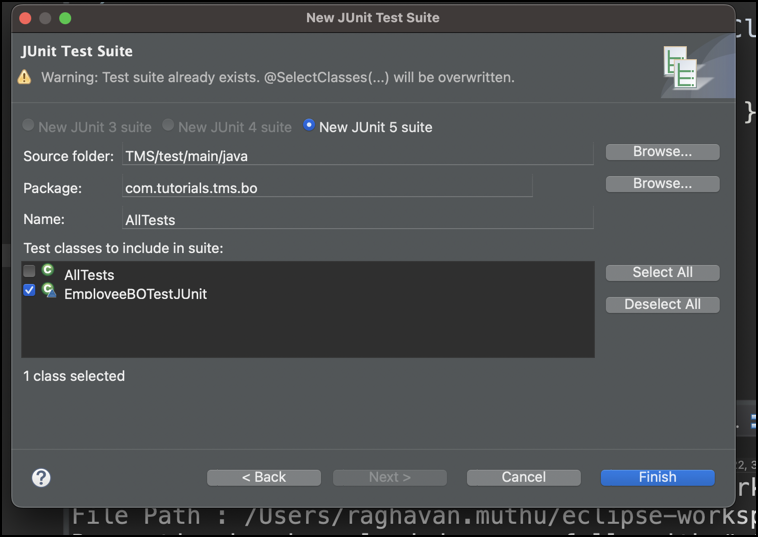 New JUnit Test Suite
JUnit Test Suite
Warning: Test suite already exists. @SelectClasses(...) will be overwritten.
New JUnit 3 suite New JUnit 4 suite New JUnit 5 suite
Source folder: TMS/test/main/java Browse...
Package: com.tutorials.tms.bo Browse...
Name: AllTests
Test classes to include in suite:
AllTests Select All
EmployeeBOTestJUnit Deselect All
1 class selected
? < Back Next > Cancel Finish
File Path : /Users/raghavan.muthu/eclipse-worksp